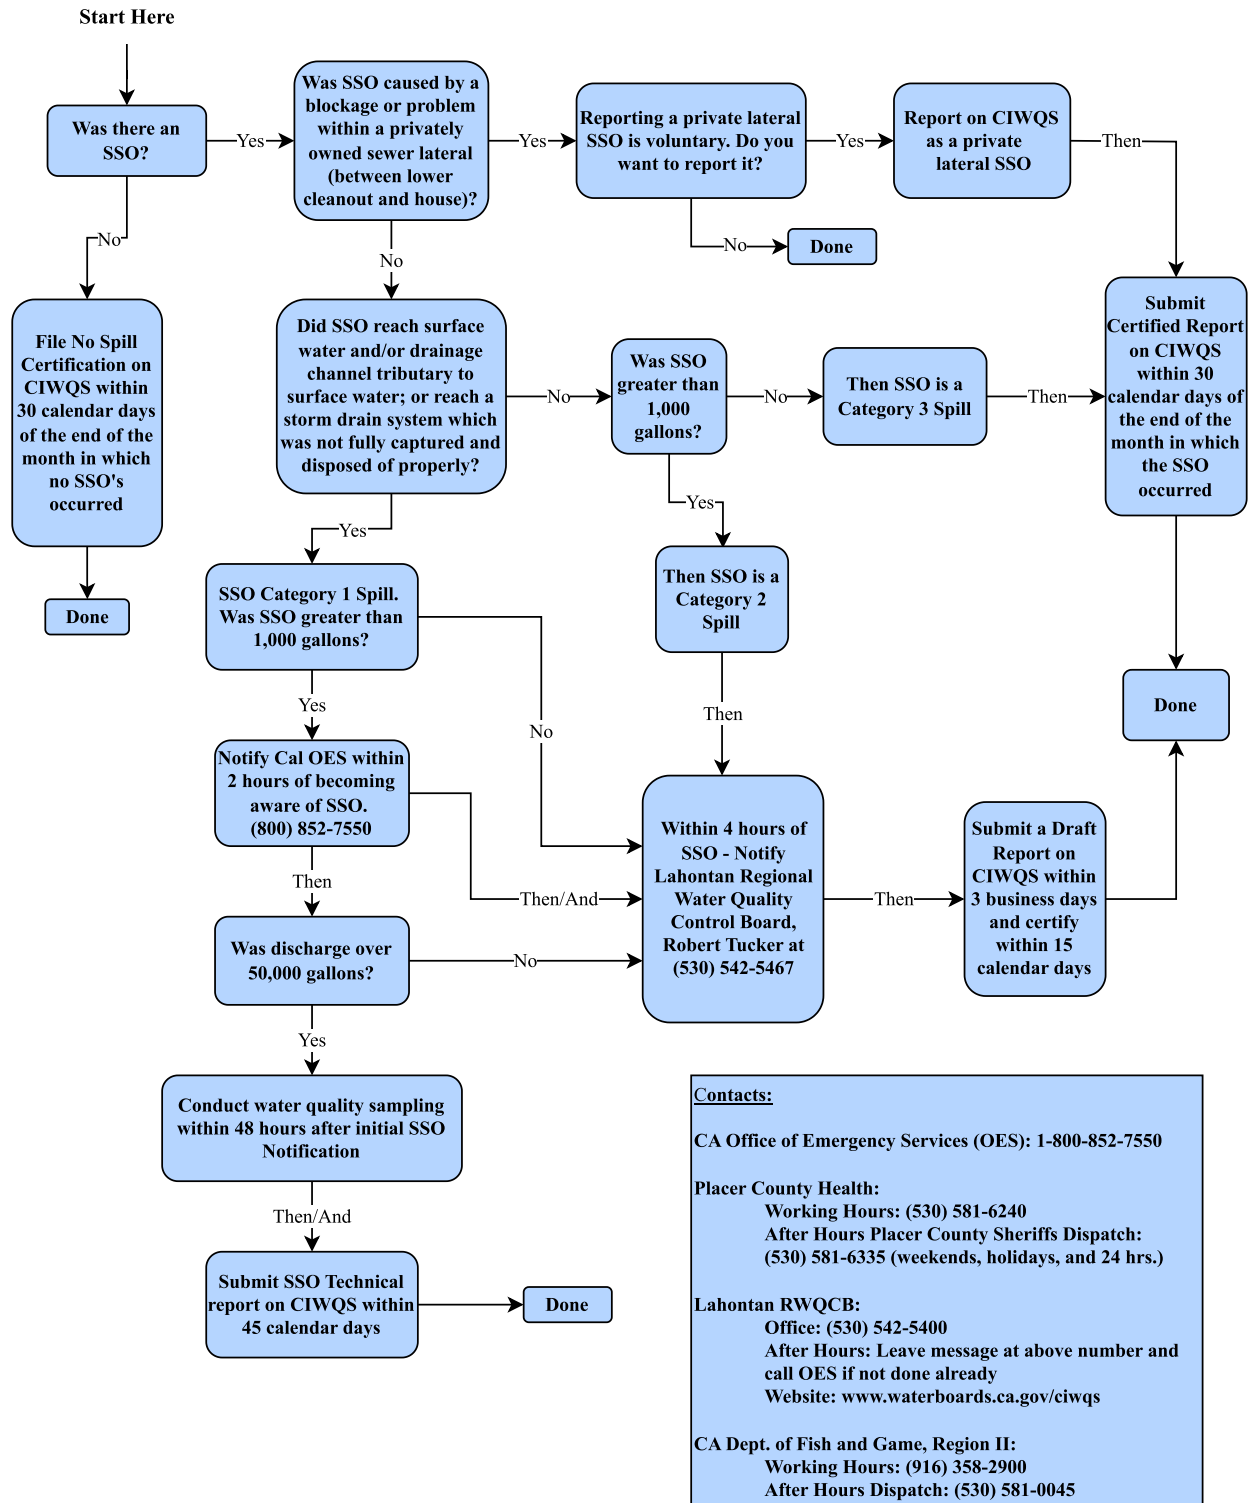 Start Here
Was there an
SSO?
Yes
Was SSO caused by a
blockage or problem
within a privately
owned sewer lateral
(between lower
cleanout and house)?
Yes
Reporting a private lateral
SSO is voluntary. Do you
want to report it?
Yes
Report on CIWQS
as a private
lateral SSO
Then
No
No
No
Done
File No Spill
Certification on
CIWQS within
30 calendar days
of the end of the
month in which
no SSO's
occurred
Done
Did SSO reach surface
water and/or drainage
channel tributary to
surface water; or reach a
storm drain system which
was not fully captured and
disposed of properly?
No
Was SSO
greater than
1,000
gallons?
No
Then SSO is a
Category 3 Spill
Then
Submit
Certified Report
on CIWQS
within 30
calendar days of
the end of the
month in which
the SSO
occurred
Yes
Yes
SSO Category 1 Spill.
Was SSO greater than
1,000 gallons?
Then SSO is a
Category 2
Spill
Yes
No
Then
Done
Notify Cal OES within
2 hours of becoming
aware of SSO.
(800) 852-7550
Then
Then/And
Within 4 hours of
SSO - Notify
Lahontan Regional
Water Quality
Control Board,
Robert Tucker at
(530) 542-5467
Then
Submit a Draft
Report on
CIWQS within
3 business days
and certify
within 15
calendar days
Was discharge over
50,000 gallons?
No
Yes
Conduct water quality sampling
within 48 hours after initial SSO
Notification
Then/And
Submit SSO Technical
report on CIWQS within
45 calendar days
Done
Contacts:
CA Office of Emergency Services (OES): 1-800-852-7550
Placer County Health:
Working Hours: (530) 581-6240
After Hours Placer County Sheriffs Dispatch:
(530) 581-6335 (weekends, holidays, and 24 hrs.)
Lahontan RWQCB:
Office: (530) 542-5400
After Hours: Leave message at above number and
call OES if not done already
Website: www.waterboards.ca.gov/ciwqs
CA Dept. of Fish and Game, Region II:
Working Hours: (916) 358-2900
After Hours Dispatch: (530) 581-0045